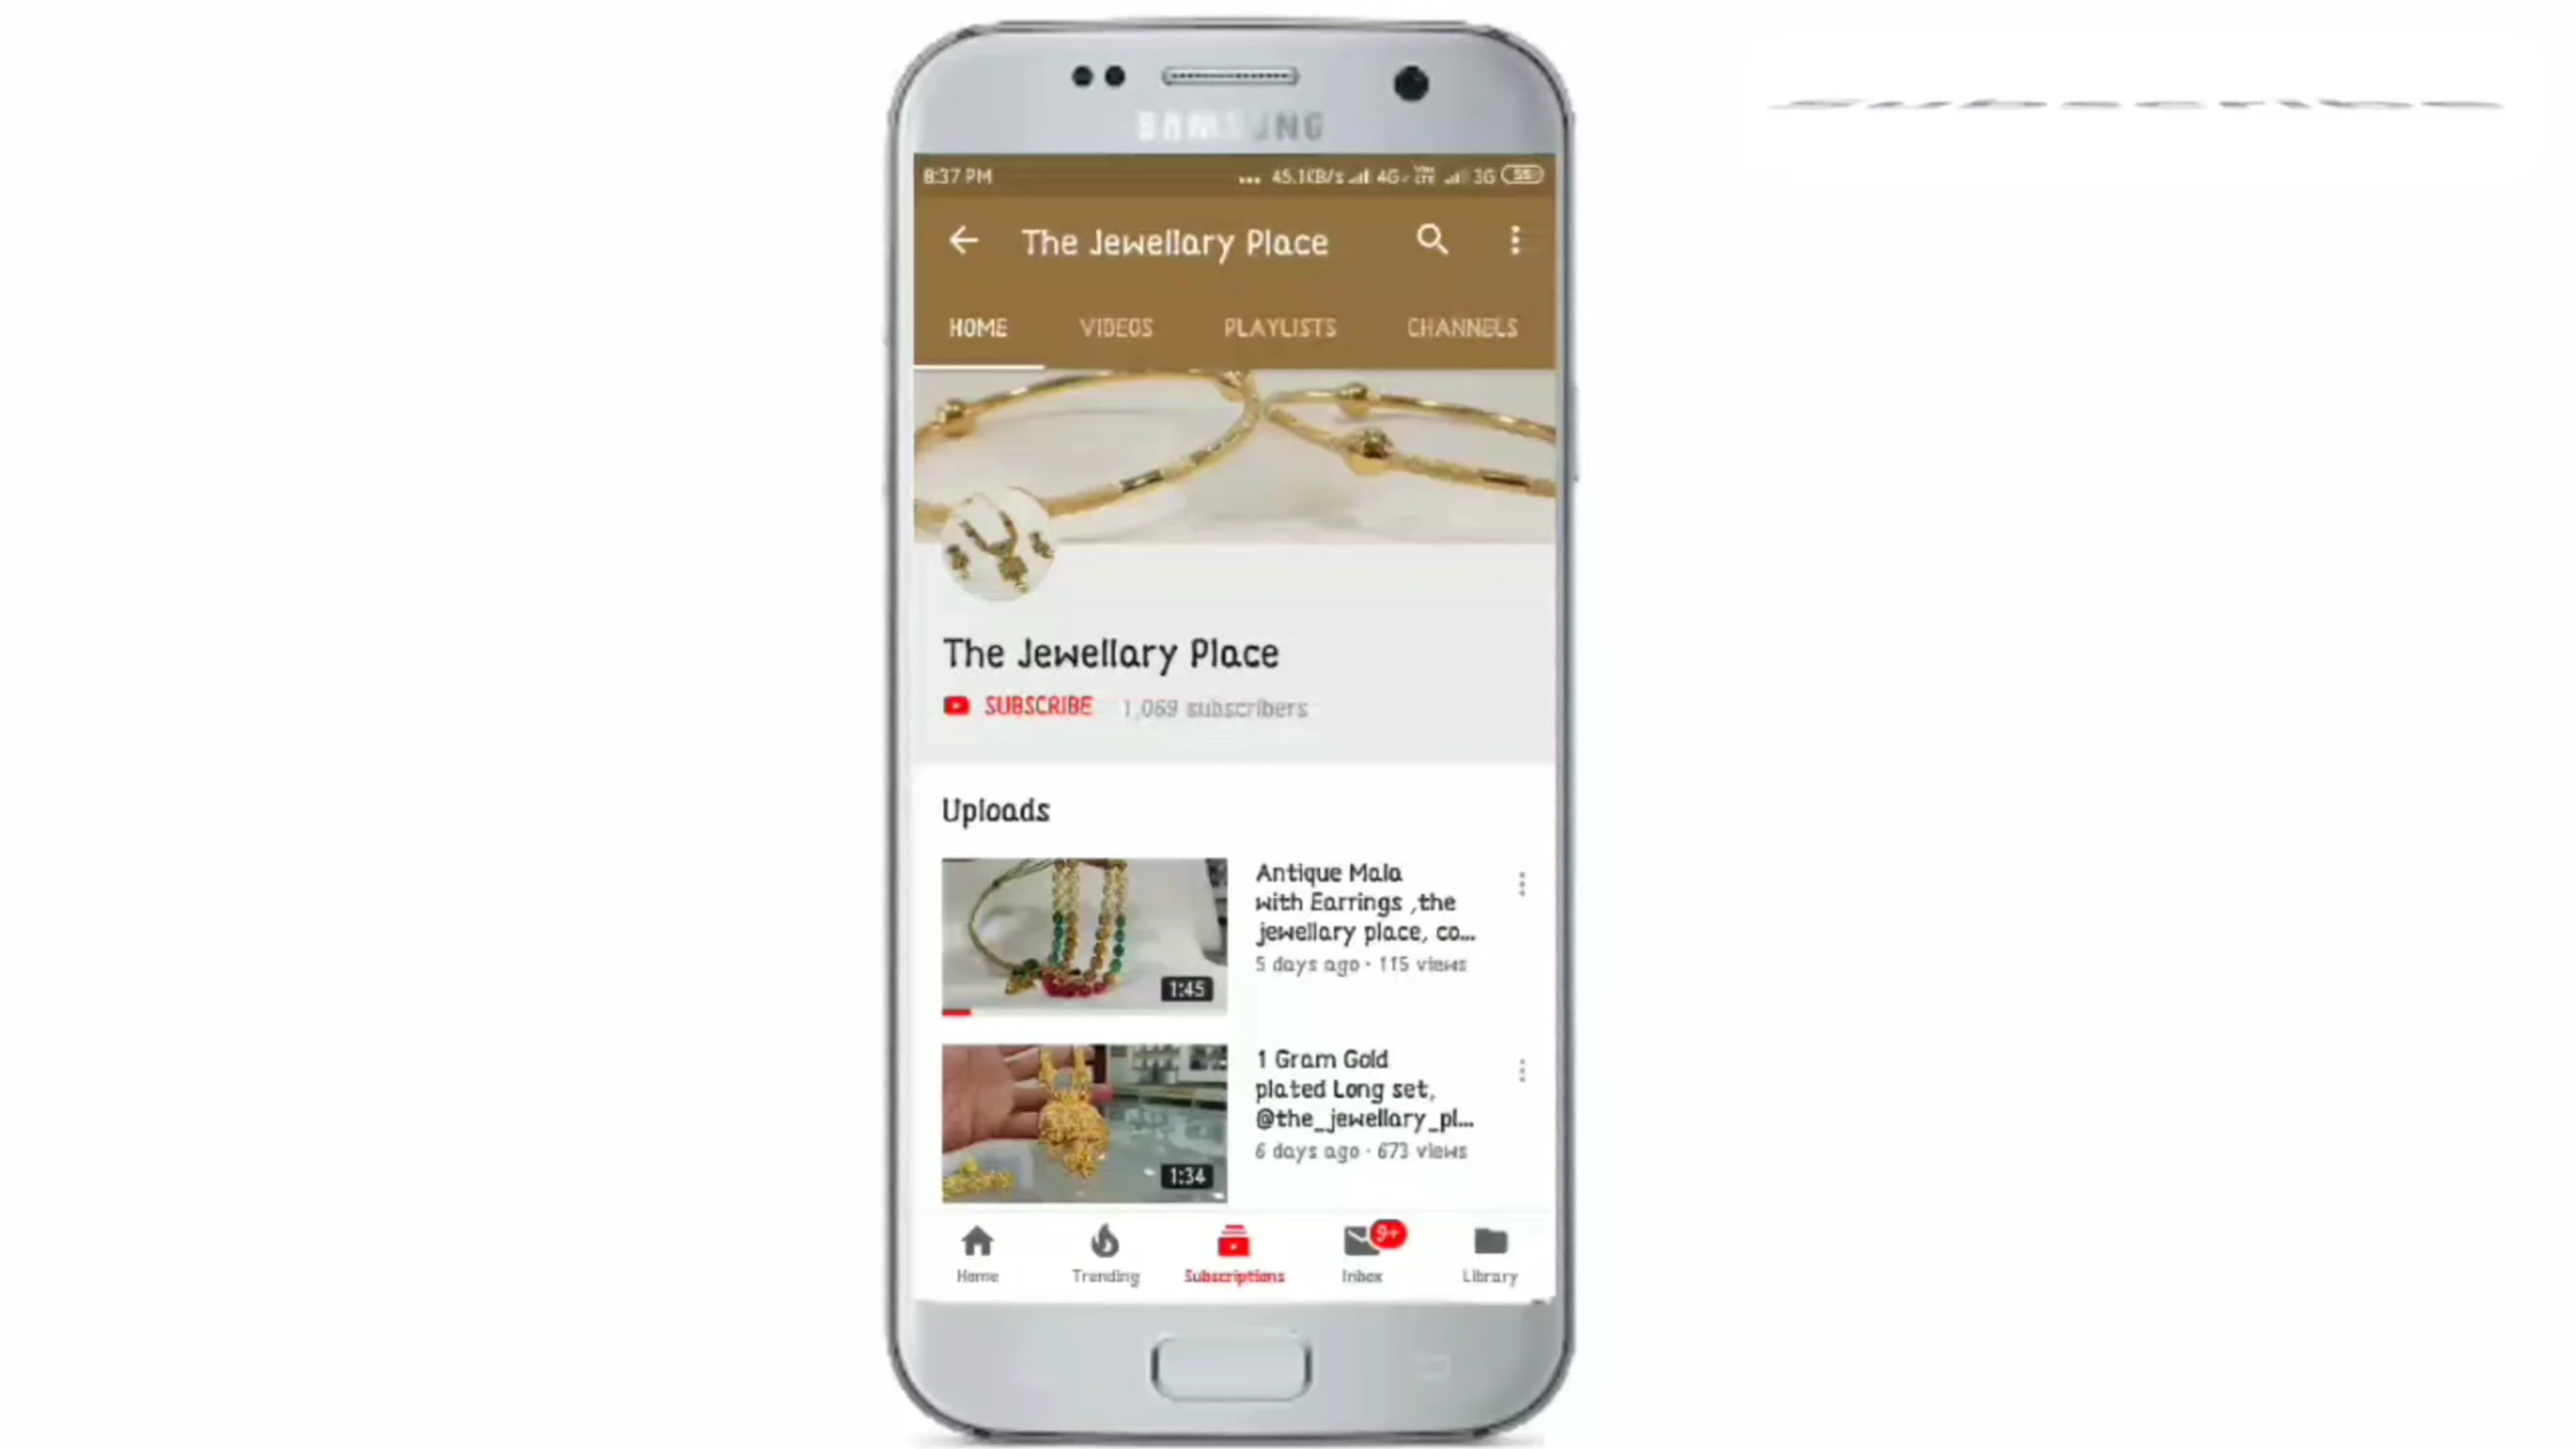 Subscribe
SAMSUNG
8:37 PM ... 45.1KB/s 4G VoLTE 3G
The Jewellary Place
HOME VIDEOS PLAYLISTS CHANNELS
The Jewellary Place
SUBSCRIBE 1,069 subscribers
Uploads
Antique Mala
with Earrings ,the
jewellary place, co...
5 days ago · 115 views
1:45
1 Gram Gold
plated Long set,
@the_jewellary_pl...
6 days ago · 673 views
1:34
9+
Home Trending Subscriptions Inbox Library